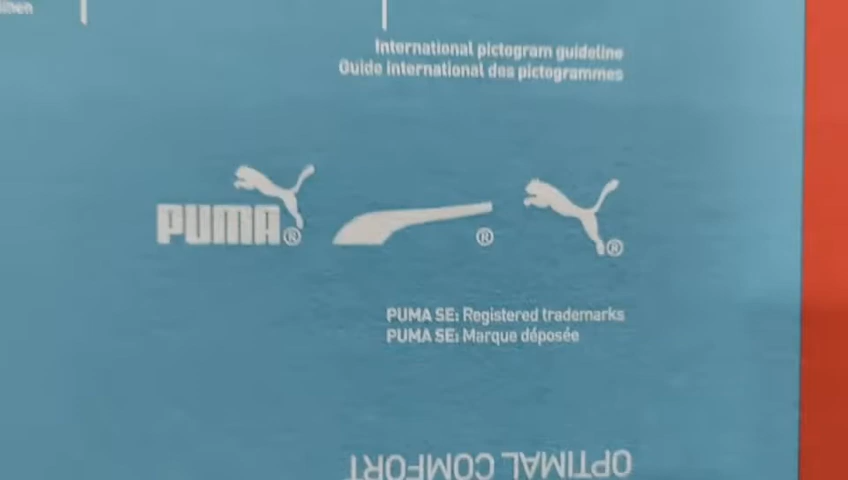 International pictogram guideline
Guide international des pictogrammes
PUMA® ® ®
PUMA SE: Registered trademarks
PUMA SE: Marque déposée
OPTIMAL COMFORT